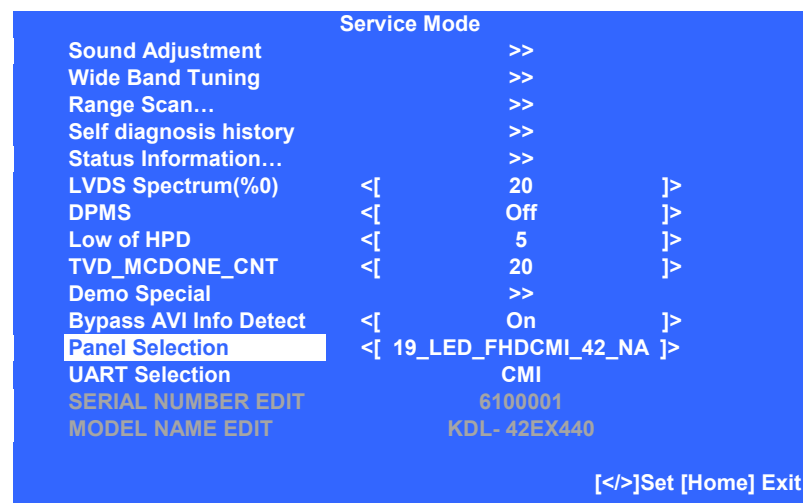 Service Mode
Sound Adjustment >>
Wide Band Tuning >>
Range Scan… >>
Self diagnosis history >>
Status Information… >>
LVDS Spectrum(%0) <[ 20 ]>
DPMS <[ Off ]>
Low of HPD <[ 5 ]>
TVD_MCDONE_CNT <[ 20 ]>
Demo Special >>
Bypass AVI Info Detect <[ On ]>
Panel Selection <[ 19_LED_FHDCMI_42_NA ]>
UART Selection CMI
SERIAL NUMBER EDIT 6100001
MODEL NAME EDIT KDL- 42EX440
[</>]Set [Home] Exit